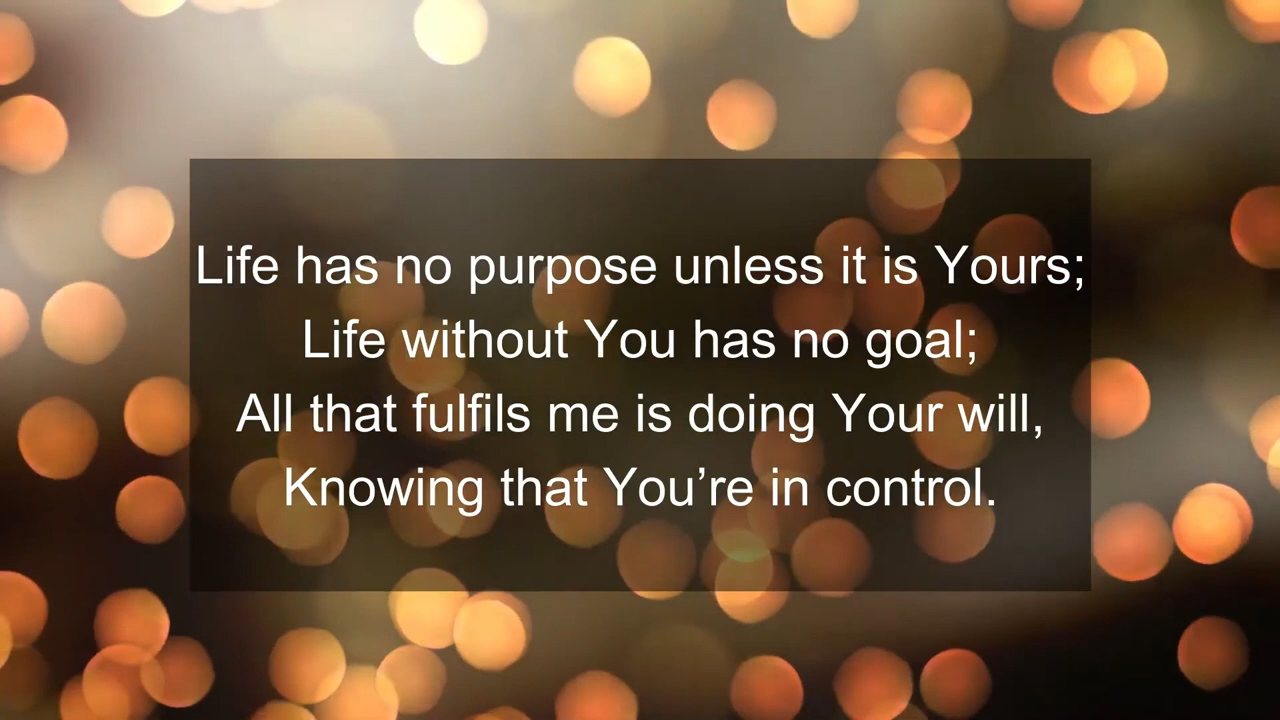 Life has no purpose unless it is Yours;
Life without You has no goal;
All that fulfils me is doing Your will,
Knowing that You’re in control.